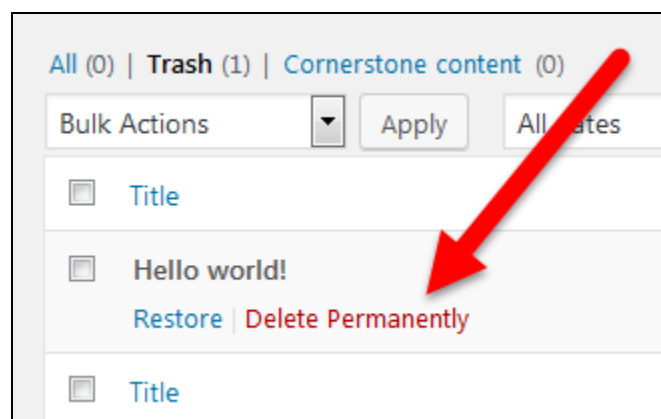 All (0) | Trash (1) | Cornerstone content (0)
Bulk Actions Apply All
Title
Hello world!
Restore | Delete Permanently
Title